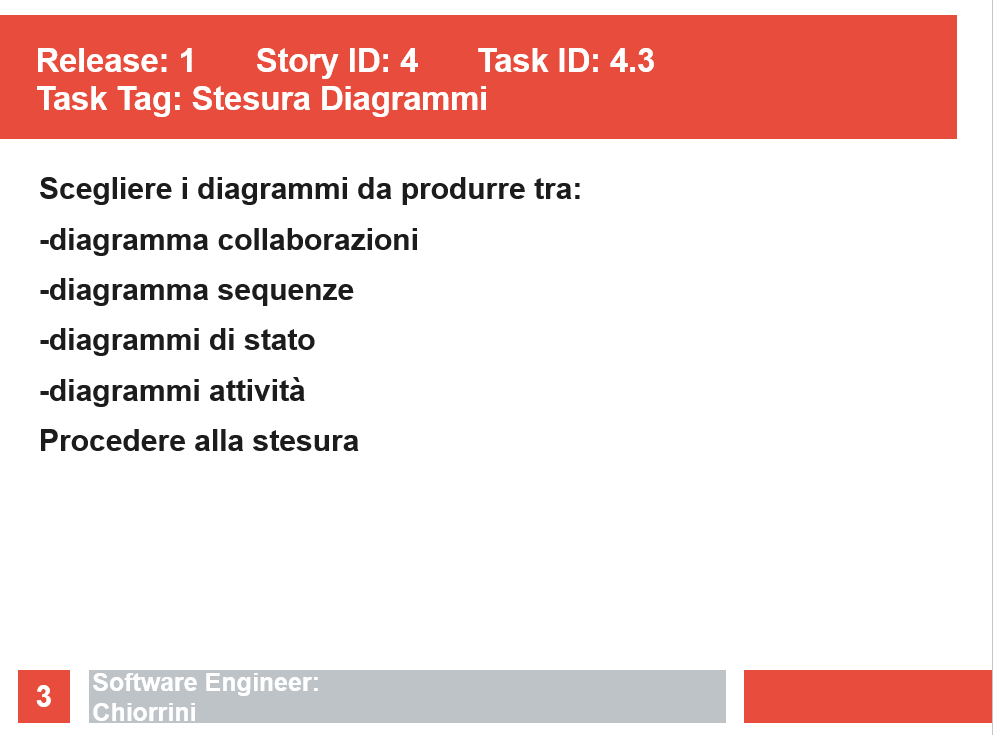 Release: 1 Story ID: 4 Task ID: 4.3
Task Tag: Stesura Diagrammi
Scegliere i diagrammi da produrre tra:
-diagramma collaborazioni
-diagramma sequenze
-diagrammi di stato
-diagrammi attività
Procedere alla stesura
3
Software Engineer:
Chiorrini